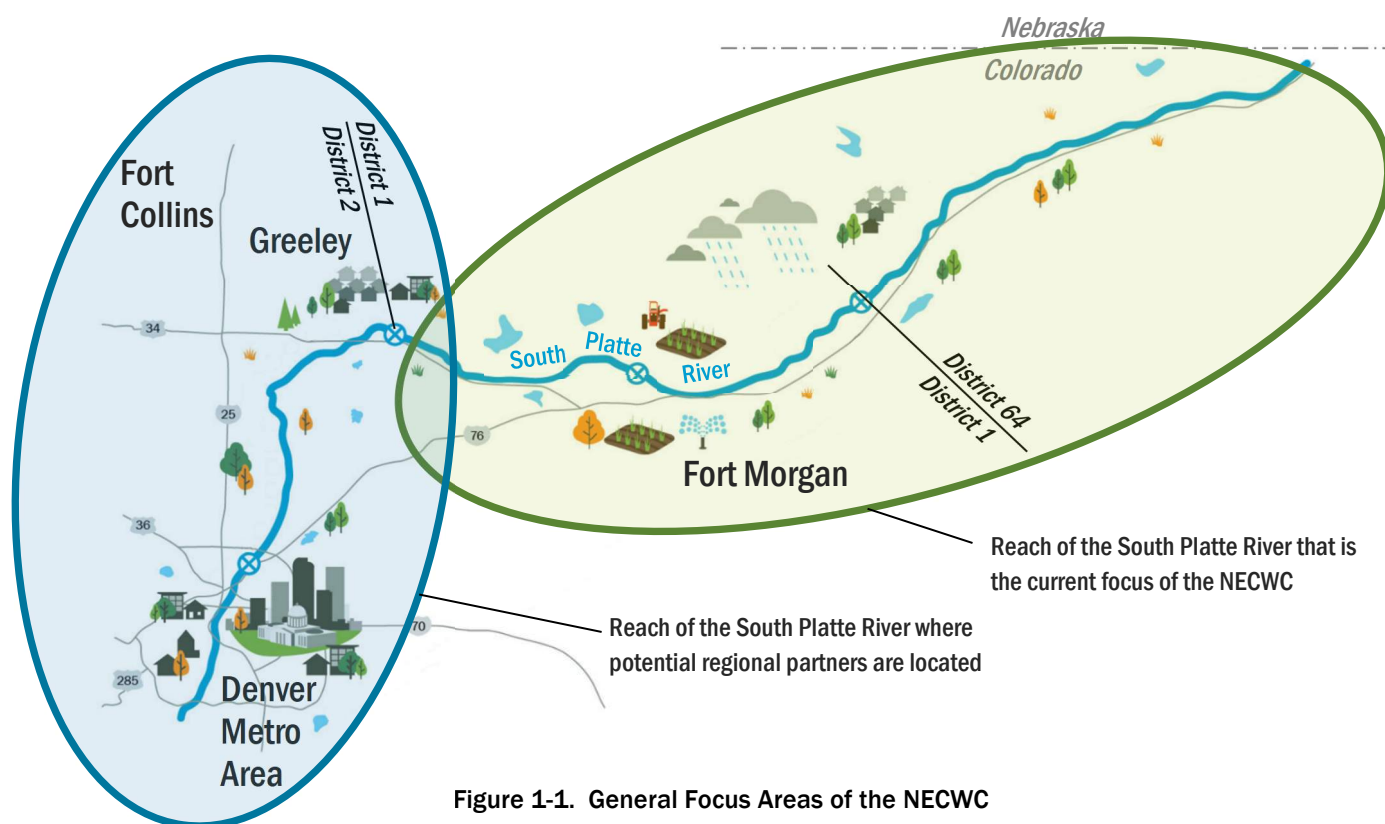 Nebraska
Colorado
District 1
District 2
Fort
Collins
Greeley
34
South Platte River
25
76
District 64
District 1
Fort Morgan
36
Reach of the South Platte River that is
the current focus of the NECWC
70
Reach of the South Platte River where
potential regional partners are located
285
Denver
Metro
Area
Figure 1-1. General Focus Areas of the NECWC